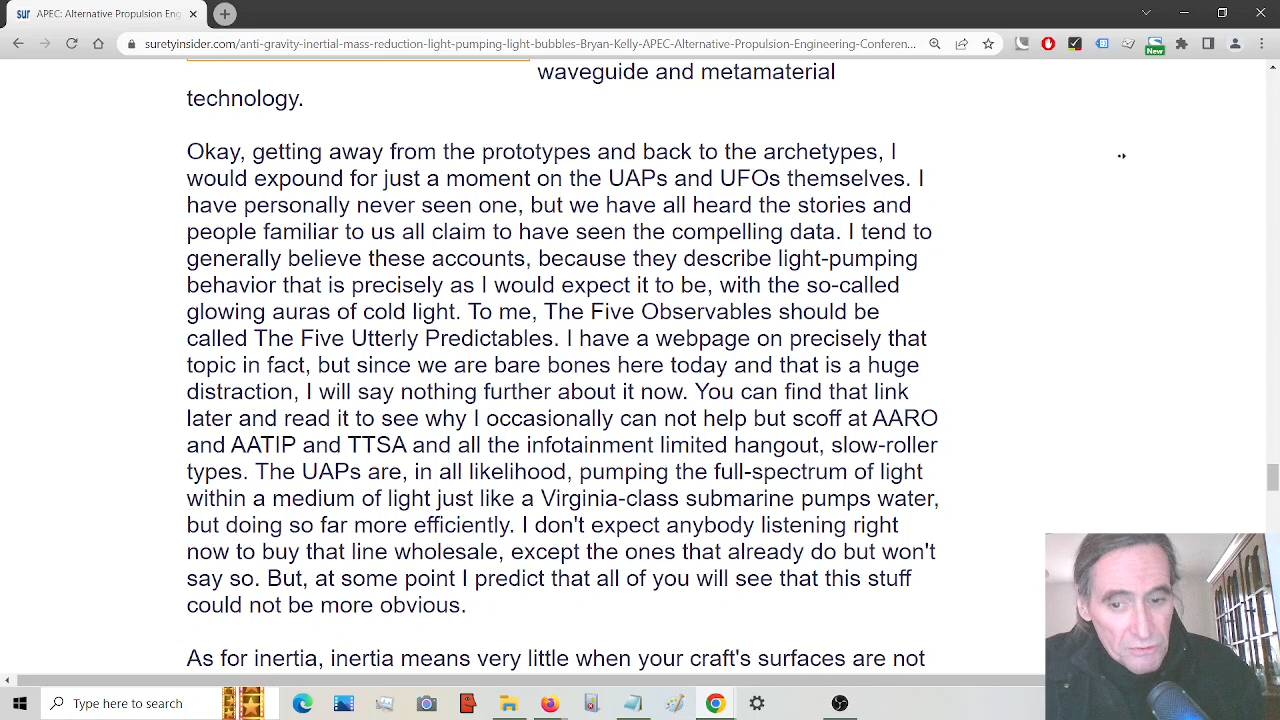 sur APEC: Alternative Propulsion Eng
suretyinsider.com/anti-gravity-inertial-mass-reduction-light-pumping-light-bubbles-Bryan-Kelly-APEC-Alternative-Propulsion-Engineering-Conferen...
New
waveguide and metamaterial
technology.
Okay, getting away from the prototypes and back to the archetypes, I
would expound for just a moment on the UAPs and UFOs themselves. I
have personally never seen one, but we have all heard the stories and
people familiar to us all claim to have seen the compelling data. I tend to
generally believe these accounts, because they describe light-pumping
behavior that is precisely as I would expect it to be, with the so-called
glowing auras of cold light. To me, The Five Observables should be
called The Five Utterly Predictables. I have a webpage on precisely that
topic in fact, but since we are bare bones here today and that is a huge
distraction, I will say nothing further about it now. You can find that link
later and read it to see why I occasionally can not help but scoff at AARO
and AATIP and TTSA and all the infotainment limited hangout, slow-roller
types. The UAPs are, in all likelihood, pumping the full-spectrum of light
within a medium of light just like a Virginia-class submarine pumps water,
but doing so far more efficiently. I don't expect anybody listening right
now to buy that line wholesale, except the ones that already do but won't
say so. But, at some point I predict that all of you will see that this stuff
could not be more obvious.
As for inertia, inertia means very little when your craft's surfaces are not
Type here to search